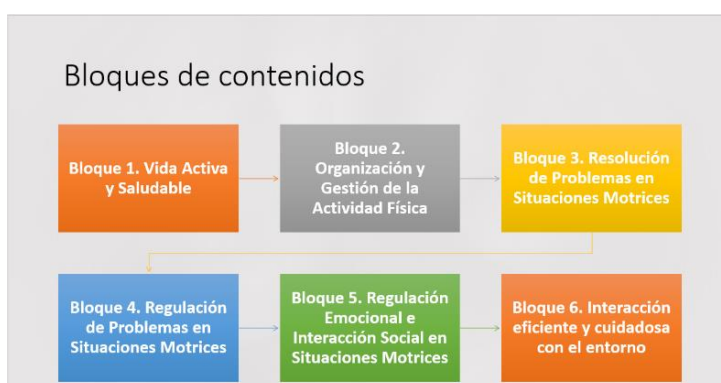 Bloques de contenidos
Bloque 1. Vida Activa
y Saludable
Bloque 2.
Organización y
Gestión de la
Actividad Física
Bloque 3. Resolución
de Problemas en
Situaciones Motrices
Bloque 4. Regulación
de Problemas en
Situaciones Motrices
Bloque 5. Regulación
Emocional e
Interacción Social en
Situaciones Motrices
Bloque 6. Interacción
eficiente y cuidadosa
con el entorno